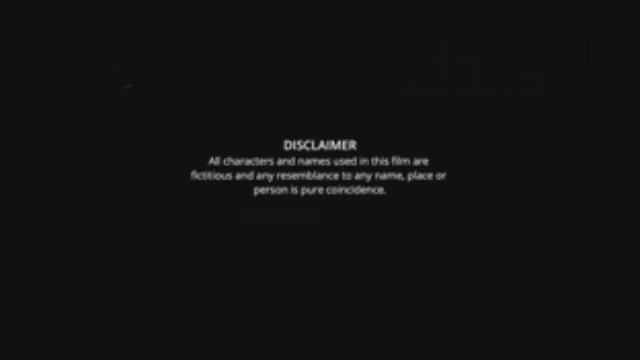 DISCLAIMER
All characters and names used in this film are
fictitious and any resemblance to any name, place or
person is pure coincidence.